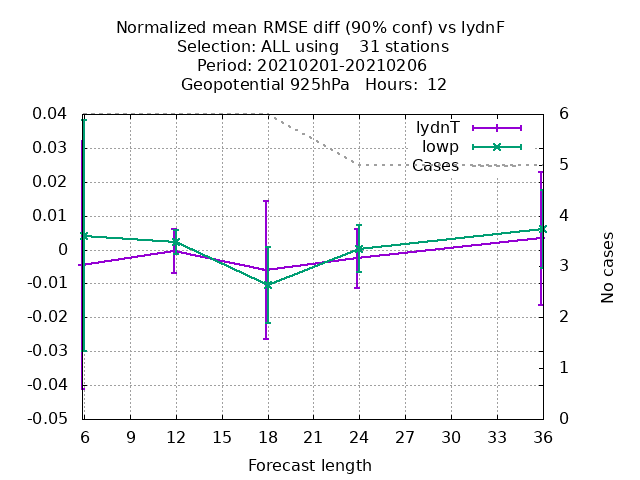 Normalized mean RMSE diff (90% conf) vs lydnF
Selection: ALL using    31 stations
Period: 20210201-20210206
Geopotential 925hPa   Hours:  12
lydnT
lowp
Cases
0.04
0.03
0.02
0.01
0
-0.01
-0.02
-0.03
-0.04
-0.05
6
5
4
3
2
1
0
No cases
6 9 12 15 18 21 24 27 30 33 36
Forecast length